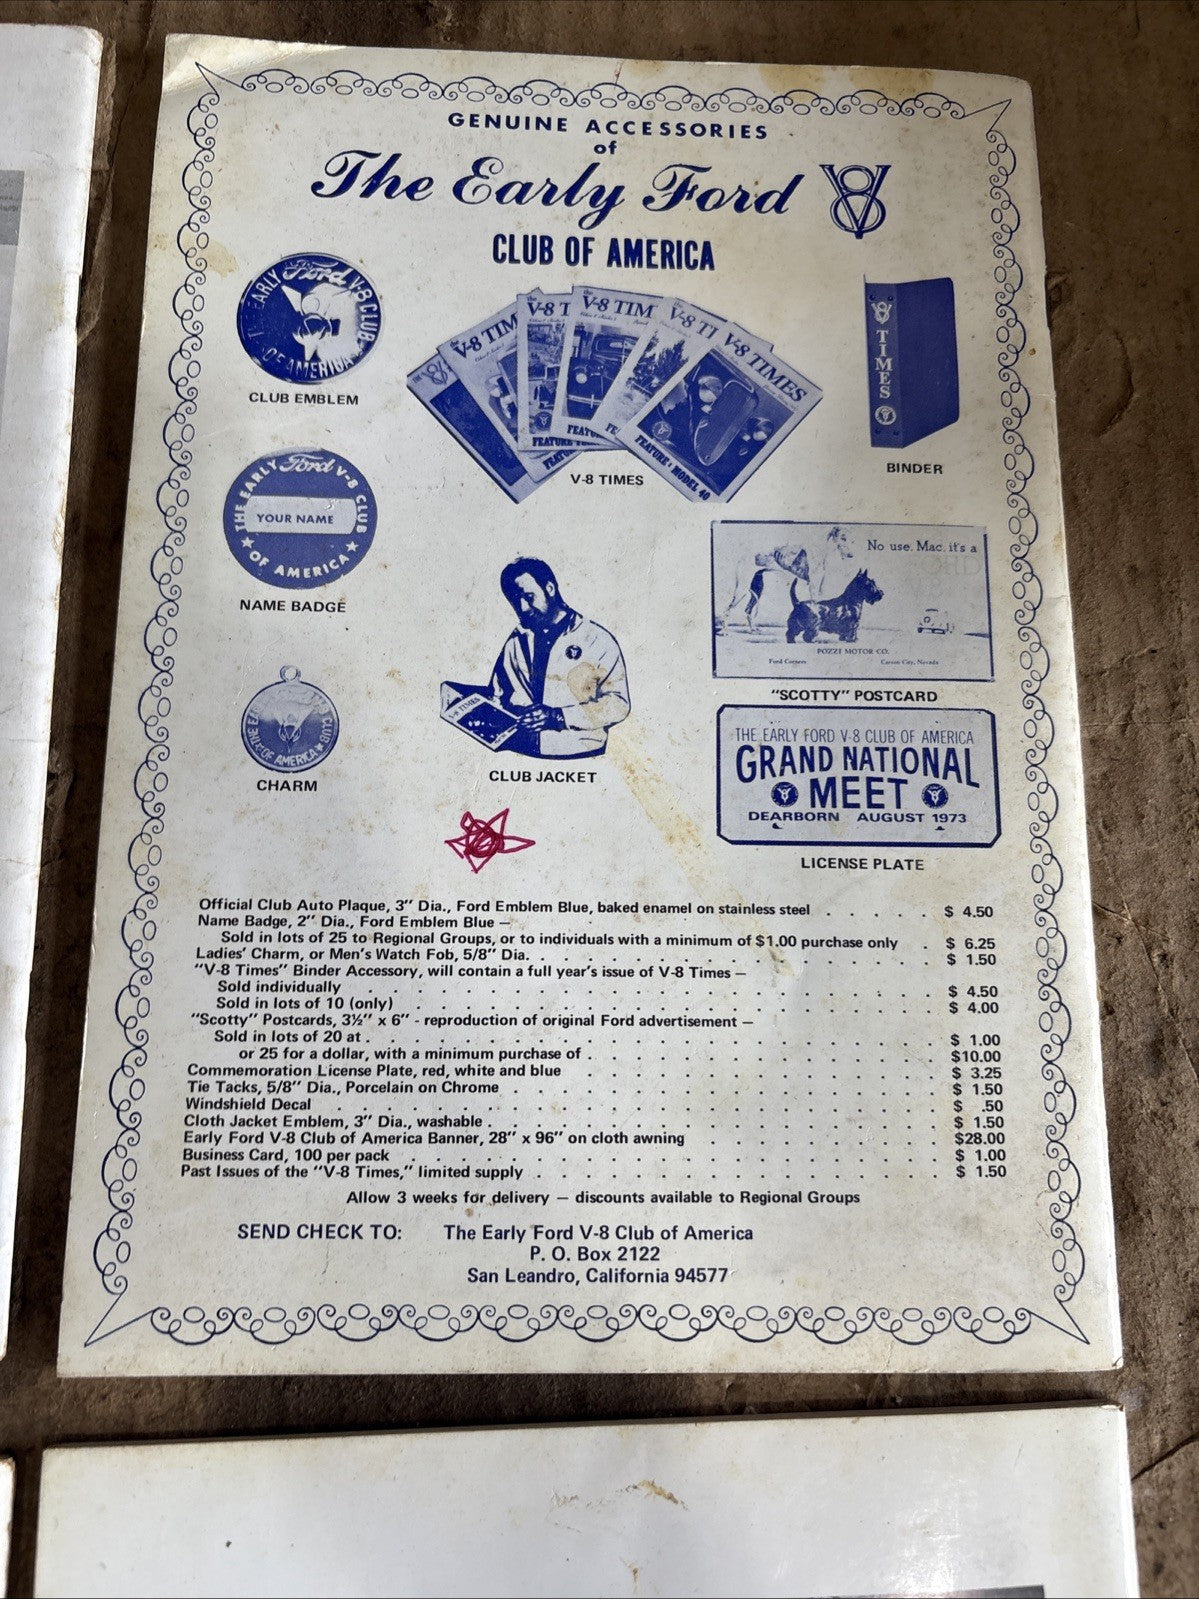 GENUINE ACCESSORIES
of
The Early Ford V8
CLUB OF AMERICA
THE EARLY Ford V-8 CLUB
OF AMERICA
CLUB EMBLEM
V-8 TIMES
FEATURE · MODEL 40
V-8 TIMES
V8 TIMES
BINDER
THE EARLY Ford V-8 CLUB
YOUR NAME
★ OF AMERICA ★
NAME BADGE
No use, Mac, it's a
POZZI MOTOR CO.
Ford Corners Carson City, Nevada
"SCOTTY" POSTCARD
CLUB
OF AMERICA
CHARM
V-8 TIMES
CLUB JACKET
THE EARLY FORD V-8 CLUB OF AMERICA
GRAND NATIONAL
MEET
DEARBORN AUGUST 1973
LICENSE PLATE
Official Club Auto Plaque, 3" Dia., Ford Emblem Blue, baked enamel on stainless steel . . . . . $ 4.50
Name Badge, 2" Dia., Ford Emblem Blue —
Sold in lots of 25 to Regional Groups, or to individuals with a minimum of $1.00 purchase only . $ 6.25
Ladies' Charm, or Men's Watch Fob, 5/8" Dia. . . . . . . . . . . . . . . $ 1.50
"V-8 Times" Binder Accessory, will contain a full year's issue of V-8 Times —
Sold individually . . . . . . . . . . . . . . . . . . $ 4.50
Sold in lots of 10 (only) . . . . . . . . . . . . . . . . . $ 4.00
"Scotty" Postcards, 3½" x 6" - reproduction of original Ford advertisement —
Sold in lots of 20 at . . . . . . . . . . . . . . . . . . $ 1.00
or 25 for a dollar, with a minimum purchase of . . . . . . . . . . . $10.00
Commemoration License Plate, red, white and blue . . . . . . . . . . . $ 3.25
Tie Tacks, 5/8" Dia., Porcelain on Chrome . . . . . . . . . . . . . $ 1.50
Windshield Decal . . . . . . . . . . . . . . . . . . . $ .50
Cloth Jacket Emblem, 3" Dia., washable . . . . . . . . . . . . . . $ 1.50
Early Ford V-8 Club of America Banner, 28" x 96" on cloth awning . . . . . . . $28.00
Business Card, 100 per pack . . . . . . . . . . . . . . . . . $ 1.00
Past Issues of the "V-8 Times," limited supply . . . . . . . . . . . . $ 1.50
Allow 3 weeks for delivery — discounts available to Regional Groups
SEND CHECK TO: The Early Ford V-8 Club of America
P. O. Box 2122
San Leandro, California 94577